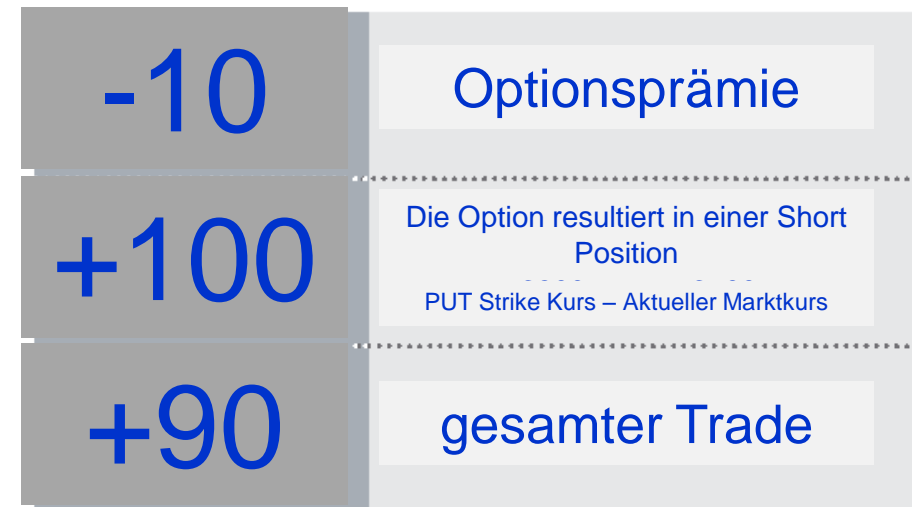 -10
Optionsprämie
+100
Die Option resultiert in einer Short
Position
PUT Strike Kurs – Aktueller Marktkurs
+90
gesamter Trade